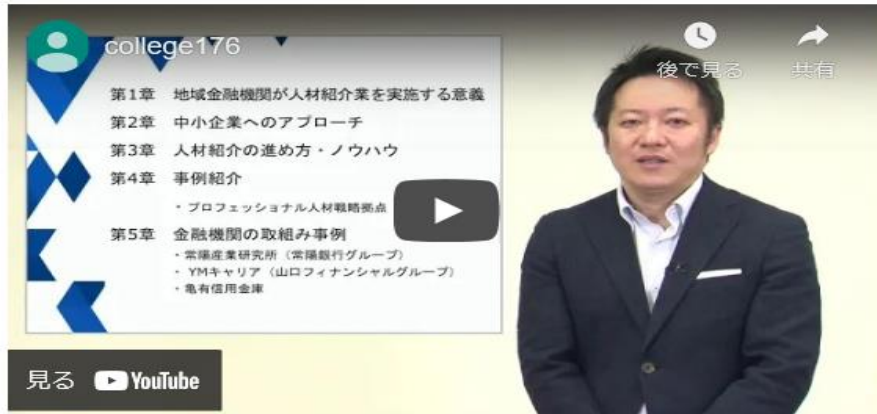 college176
後で見る
共有
第1章 地域金融機関が人材紹介業を実施する意義
第2章 中小企業へのアプローチ
第3章 人材紹介の進め方・ノウハウ
第4章 事例紹介
・プロフェッショナル人材戦略拠点
第5章 金融機関の取組み事例
・常陽産業研究所（常陽銀行グループ）
・YMキャリア（山口フィナンシャルグループ）
・亀有信用金庫
見る YouTube